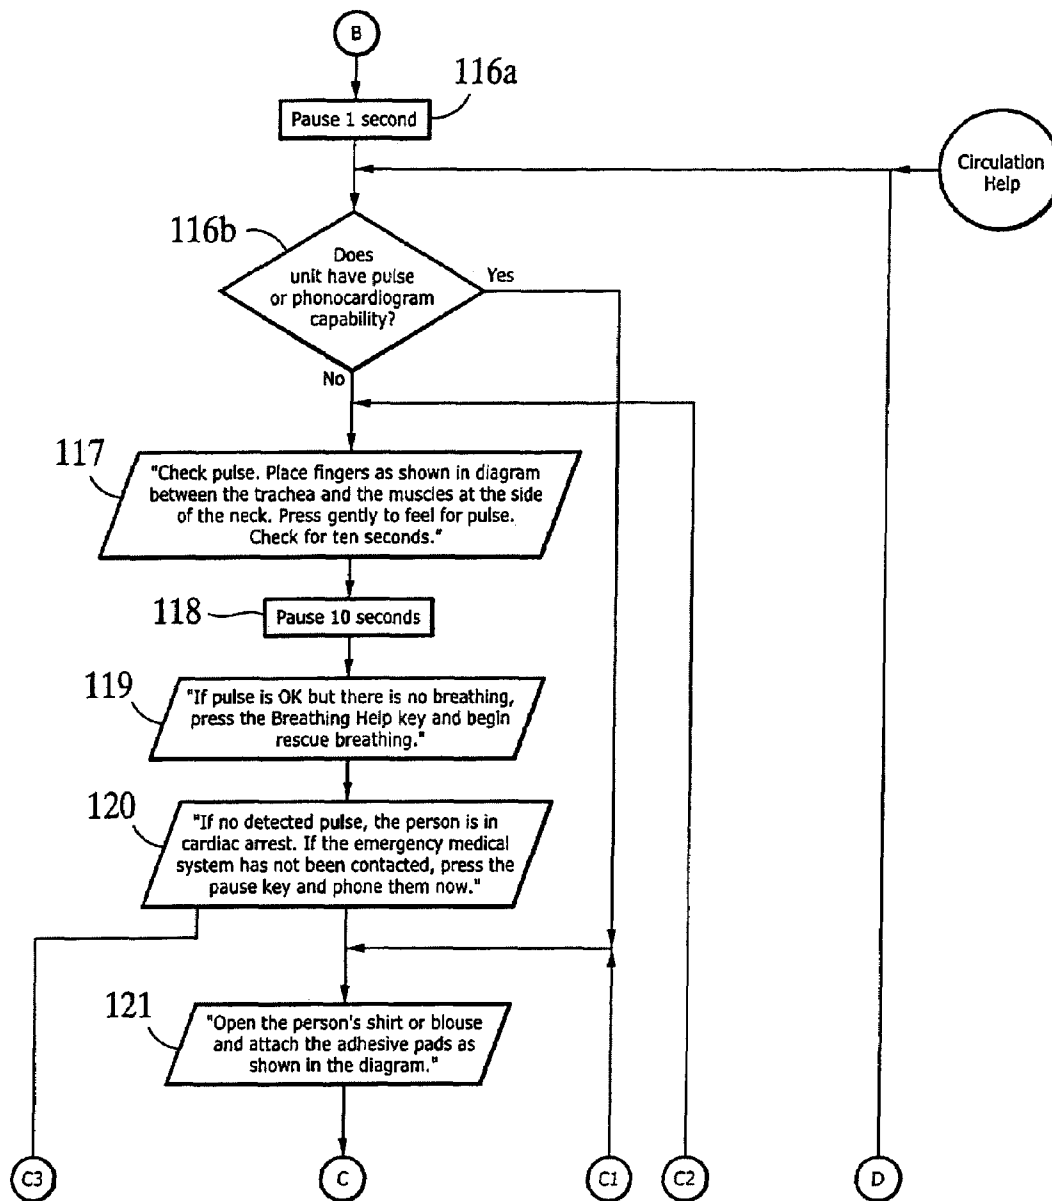 B
116a
Pause 1 second
Circulation
Help
116b
Does
unit have pulse
or phonocardiogram
capability?
Yes
No
117
"Check pulse. Place fingers as shown in diagram
between the trachea and the muscles at the side
of the neck. Press gently to feel for pulse.
Check for ten seconds."
118
Pause 10 seconds
119
"If pulse is OK but there is no breathing,
press the Breathing Help key and begin
rescue breathing."
120
"If no detected pulse, the person is in
cardiac arrest. If the emergency medical
system has not been contacted, press the
pause key and phone them now."
121
"Open the person's shirt or blouse
and attach the adhesive pads as
shown in the diagram."
C3
C
C1
C2
D